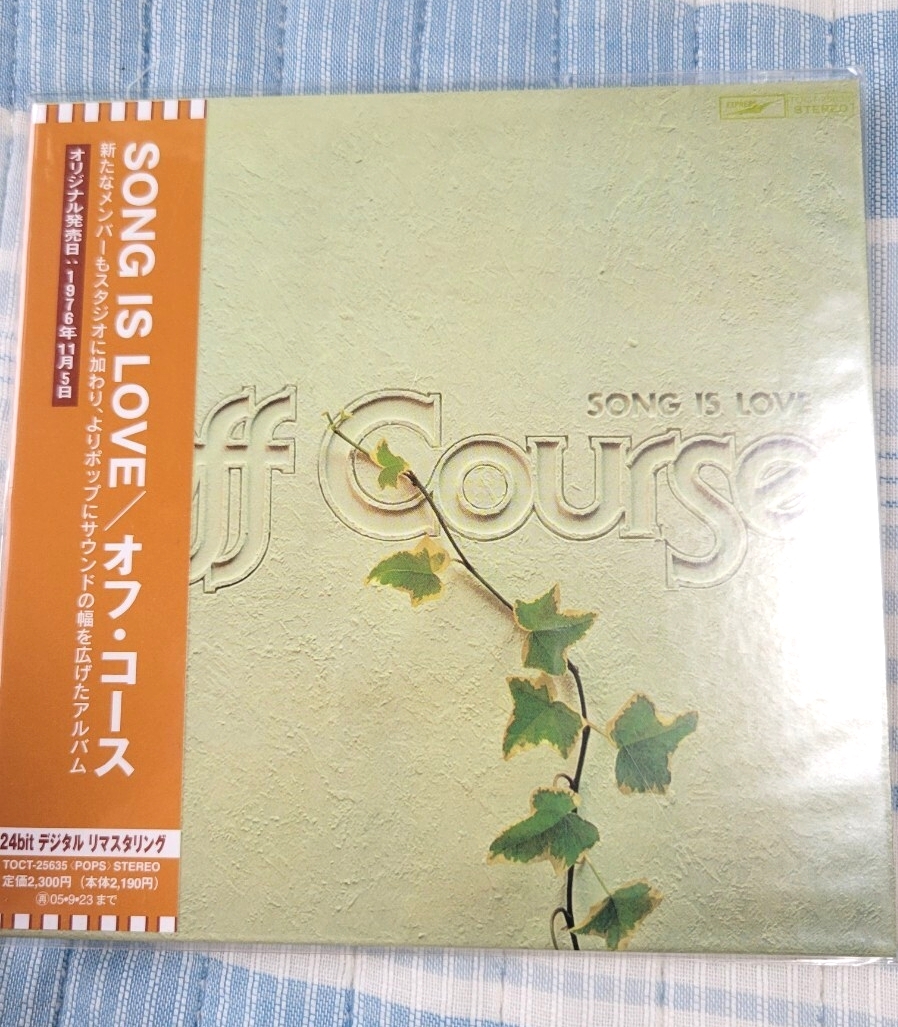 SONG IS LOVE／オフ・コース
新たなメンバーもスタジオに加わり、よりポップにサウンドの幅を広げたアルバム
オリジナル発売日：1976年11月5日
24bit デジタル リマスタリング
TOCT-25635〈POPS〉STEREO
定価2,300円（本体2,190円）
㊢05•9•23まで
STEREO
SONG IS LOVE
ff Course